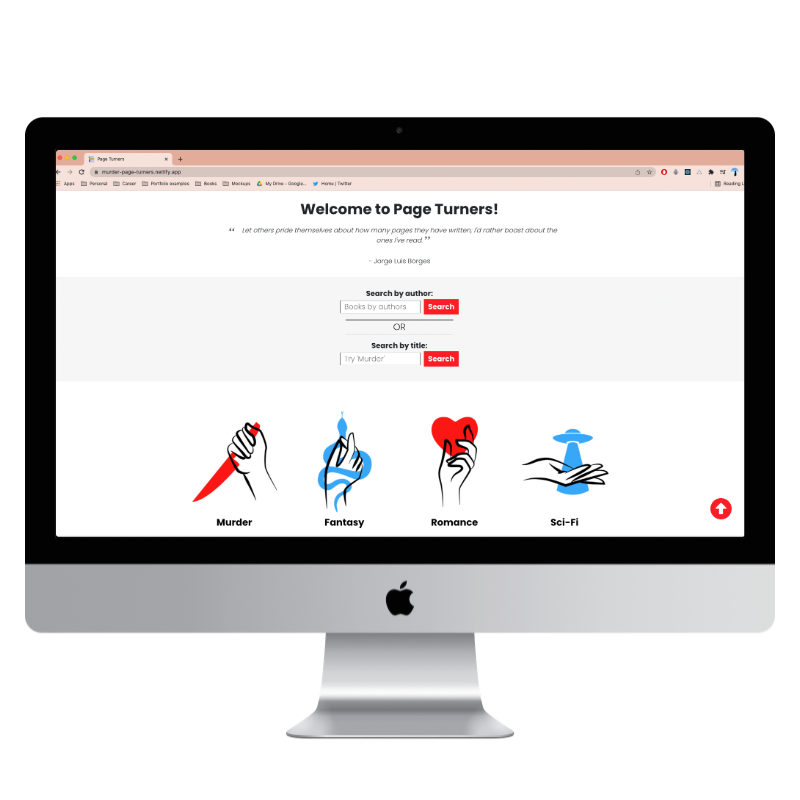 Page Turners
murder-page-turners.netlify.app
Apps Personal Career Portfolio examples Books Mockups My Drive - Google... Home / Twitter Reading L
Welcome to Page Turners!
“ Let others pride themselves about how many pages they have written; I'd rather boast about the
ones I've read.”
- Jorge Luis Borges
Search by author:
Books by authors Search
OR
Search by title:
Try 'Murder' Search
Murder Fantasy Romance Sci-Fi